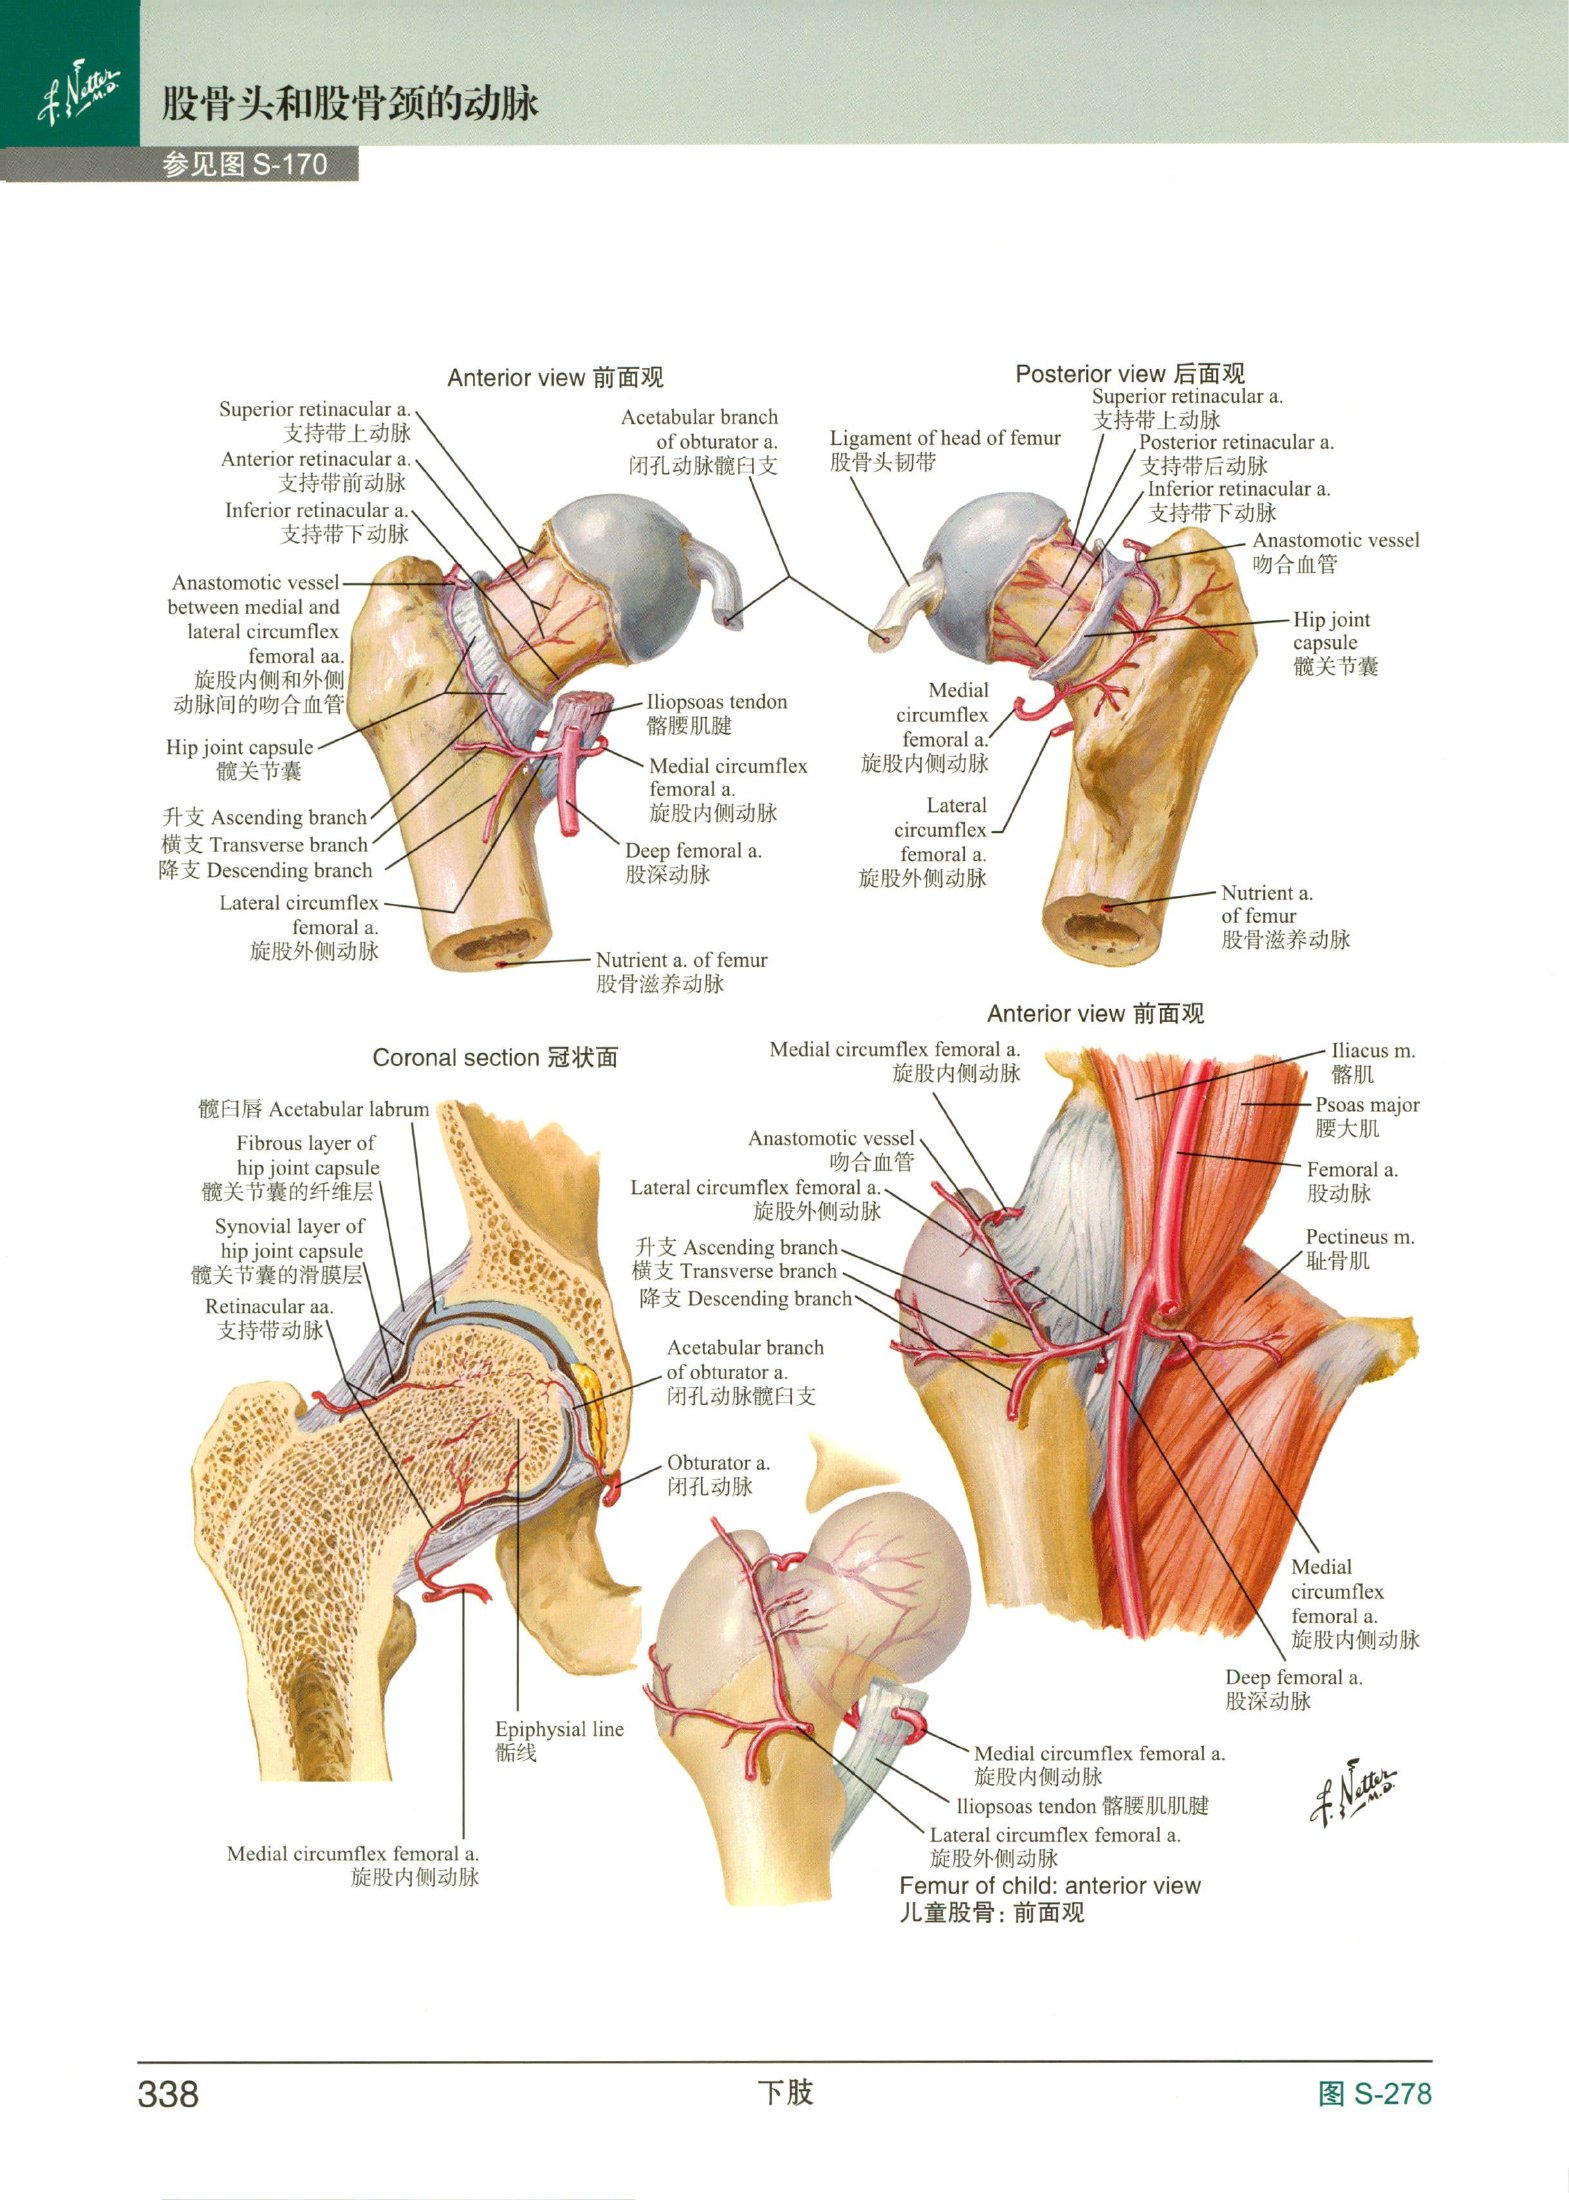 F. Netter M.D.
股骨头和股骨颈的动脉
参见图 S-170
Anterior view 前面观
Superior retinacular a.
支持带上动脉
Anterior retinacular a.
支持带前动脉
Inferior retinacular a.
支持带下动脉
Anastomotic vessel
between medial and
lateral circumflex
femoral aa.
旋股内侧和外侧
动脉间的吻合血管
Hip joint capsule
髋关节囊
升支 Ascending branch
横支 Transverse branch
降支 Descending branch
Lateral circumflex
femoral a.
旋股外侧动脉
Acetabular branch
of obturator a.
闭孔动脉髋臼支
Iliopsoas tendon
髂腰肌腱
Medial circumflex
femoral a.
旋股内侧动脉
Deep femoral a.
股深动脉
Nutrient a. of femur
股骨滋养动脉
Posterior view 后面观
Superior retinacular a.
支持带上动脉
Ligament of head of femur
股骨头韧带
Posterior retinacular a.
支持带后动脉
Inferior retinacular a.
支持带下动脉
Anastomotic vessel
吻合血管
Hip joint
capsule
髋关节囊
Medial
circumflex
femoral a.
旋股内侧动脉
Lateral
circumflex
femoral a.
旋股外侧动脉
Nutrient a.
of femur
股骨滋养动脉
Coronal section 冠状面
髋臼唇 Acetabular labrum
Fibrous layer of
hip joint capsule
髋关节囊的纤维层
Synovial layer of
hip joint capsule
髋关节囊的滑膜层
Retinacular aa.
支持带动脉
Acetabular branch
of obturator a.
闭孔动脉髋臼支
Obturator a.
闭孔动脉
Epiphysial line
骺线
Medial circumflex femoral a.
旋股内侧动脉
Anterior view 前面观
Medial circumflex femoral a.
旋股内侧动脉
Anastomotic vessel
吻合血管
Lateral circumflex femoral a.
旋股外侧动脉
升支 Ascending branch
横支 Transverse branch
降支 Descending branch
Iliacus m.
髂肌
Psoas major
腰大肌
Femoral a.
股动脉
Pectineus m.
耻骨肌
Medial
circumflex
femoral a.
旋股内侧动脉
Deep femoral a.
股深动脉
Medial circumflex femoral a.
旋股内侧动脉
Iliopsoas tendon 髂腰肌肌腱
Lateral circumflex femoral a.
旋股外侧动脉
Femur of child: anterior view
儿童股骨：前面观
F. Netter M.D.
338
下肢
图 S-278